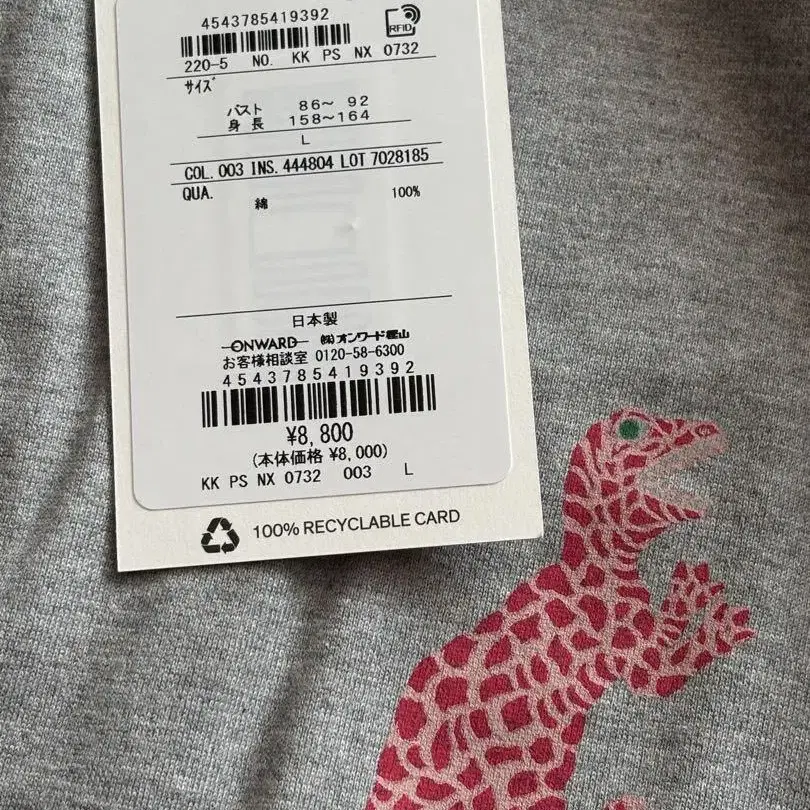 4543785419392
RFID
220-5 NO. KK PS NX 0732
サイズ
バスト 86〜 92
身長 158〜164
L
COL. 003 INS. 444804 LOT 7028185
QUA.
綿 100%
日本製
ONWARD ㈱オンワード樫山
お客様相談室 0120-58-6300
4543785419392
¥8,800
(本体価格 ¥8,000)
KK PS NX 0732 003 L
100% RECYCLABLE CARD